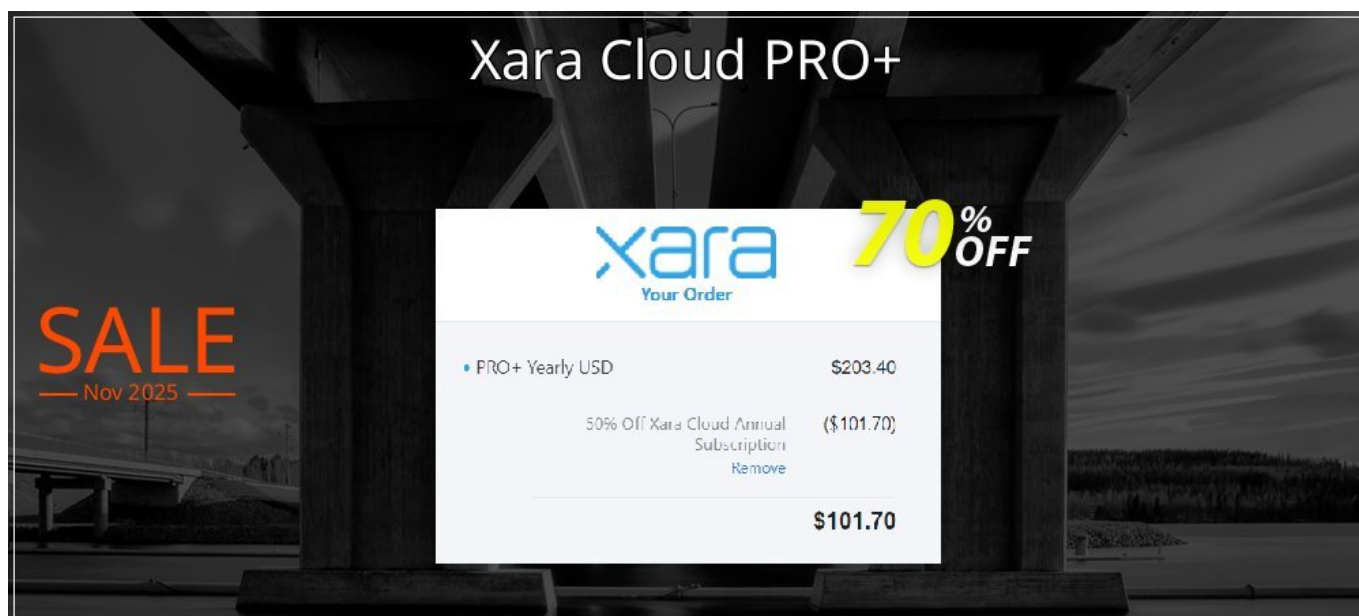 Xara Cloud PRO+
70% OFF
xara
Your Order
SALE
Nov 2025
• PRO+ Yearly USD $203.40
50% Off Xara Cloud Annual ($101.70)
Subscription
Remove
$101.70